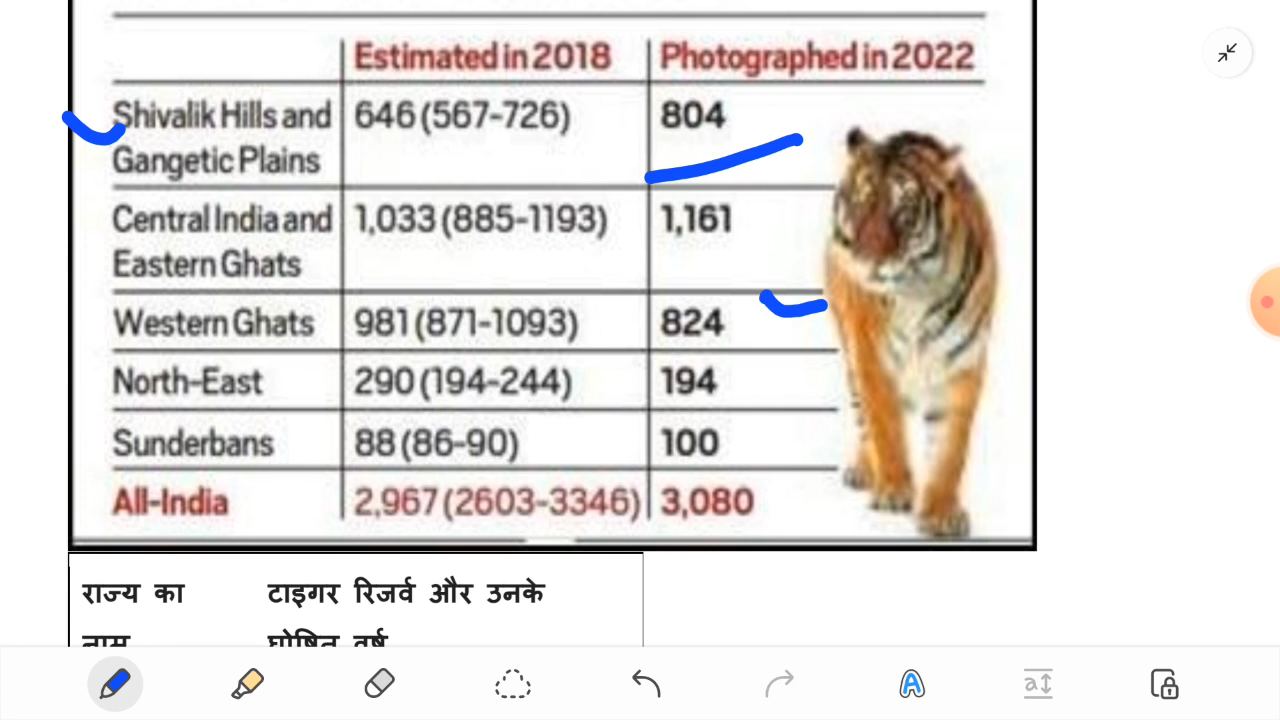 Estimated in 2018 Photographed in 2022
Shivalik Hills and 646 (567-726) 804
Gangetic Plains
Central India and 1,033 (885-1193) 1,161
Eastern Ghats
Western Ghats 981 (871-1093) 824
North-East 290 (194-244) 194
Sunderbans 88 (86-90) 100
All-India 2,967 (2603-3346) 3,080
राज्य का टाइगर रिजर्व और उनके
नाम घोषित वर्ष
A a